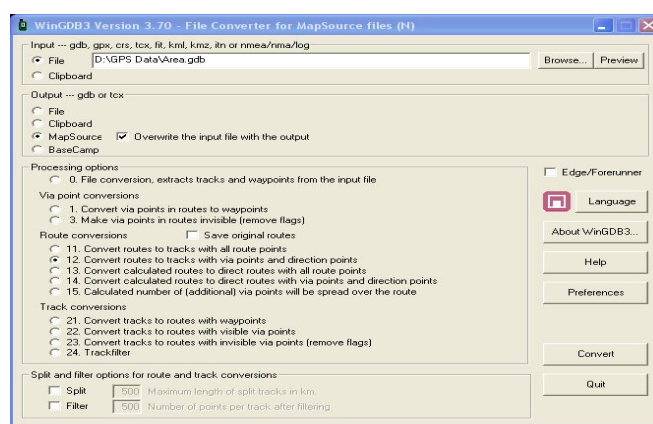 WinGDB3 Version 3.70 - File Converter for MapSource files (N)
Input --- gdb, gpx, crs, tcx, fit, kml, kmz, itn or nmea/nma/log
File D:\GPS Data\Area.gdb Browse... Preview
Clipboard
Output --- gdb or tcx
File
Clipboard
MapSource Overwrite the input file with the output
BaseCamp
Processing options
0. File conversion, extracts tracks and waypoints from the input file
Edge/Forerunner
Via point conversions
1. Convert via points in routes to waypoints
Language
3. Make via points in routes invisible (remove flags)
Route conversions Save original routes
About WinGDB3...
11. Convert routes to tracks with all route points
12. Convert routes to tracks with via points and direction points
13. Convert calculated routes to direct routes with all route points
Help
14. Convert calculated routes to direct routes with via points and direction points
15. Calculated number of (additional) via points will be spread over the route
Preferences
Track conversions
21. Convert tracks to routes with waypoints
22. Convert tracks to routes with visible via points
23. Convert tracks to routes with invisible via points (remove flags)
24. Trackfilter
Convert
Split and filter options for route and track conversions
Split 500 Maximum length of split tracks in km.
Quit
Filter 500 Number of points per track after filtering